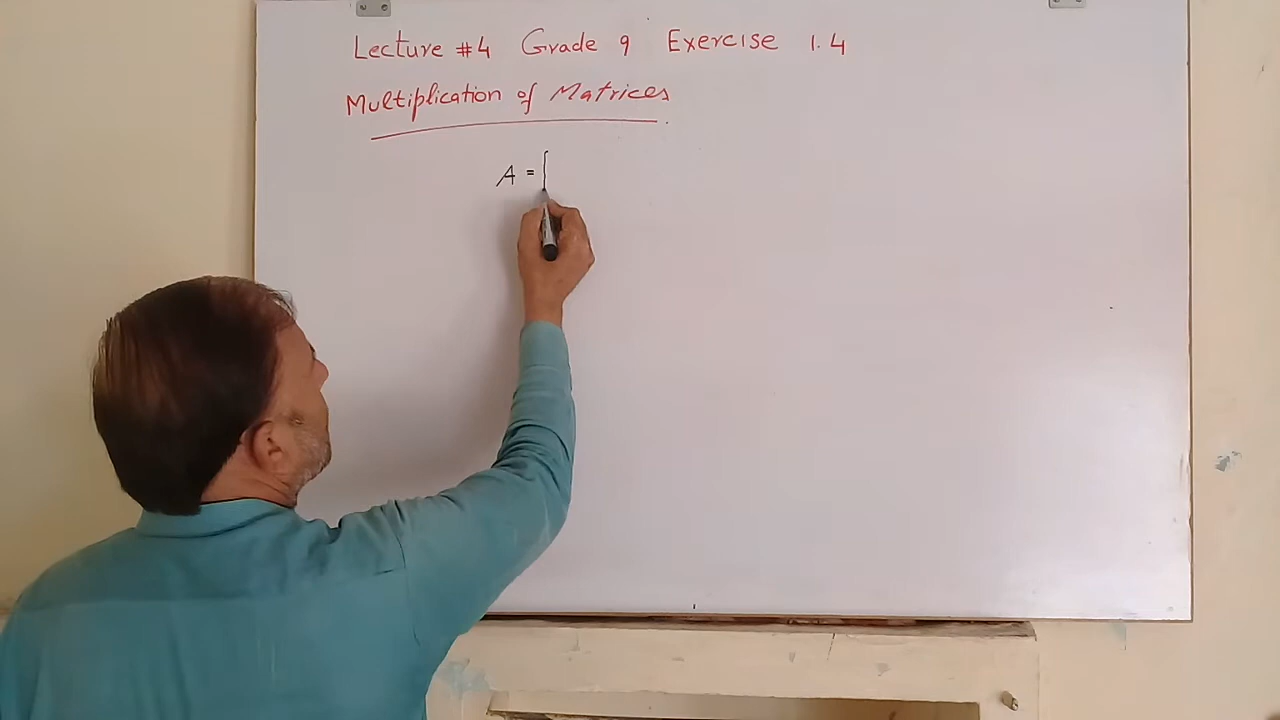 Lecture #4 Grade 9 Exercise 1.4
Multiplication of Matrices
A = [